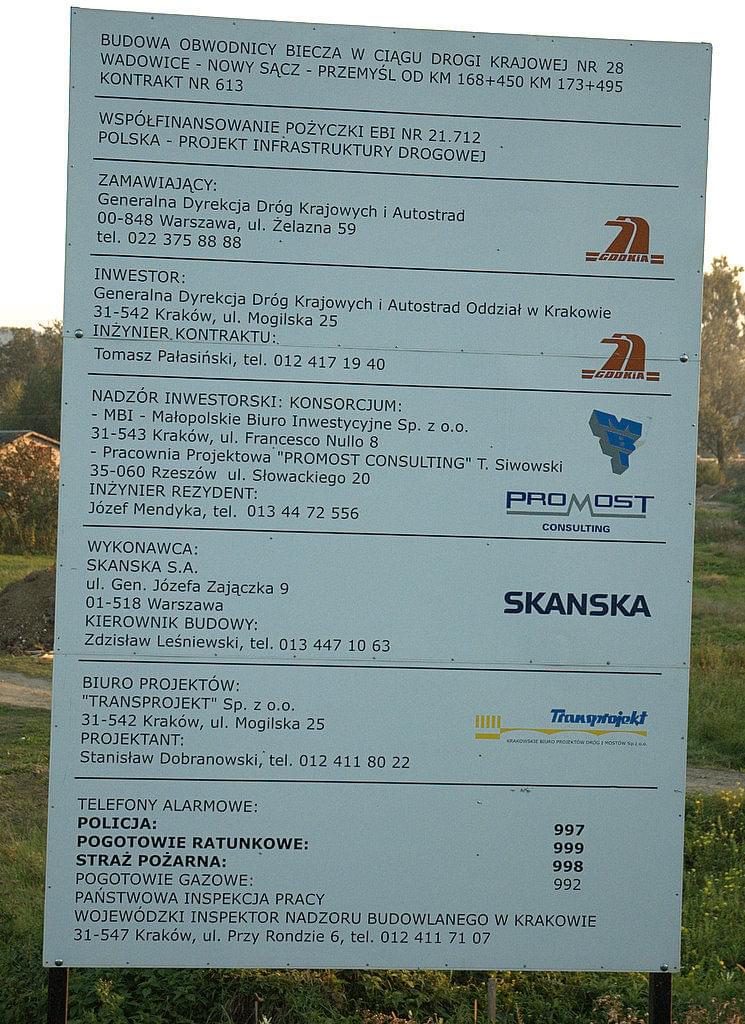 BUDOWA OBWODNICY BIECZA W CIĄGU DROGI KRAJOWEJ NR 28
WADOWICE - NOWY SĄCZ - PRZEMYŚL OD KM 168+450 KM 173+495
KONTRAKT NR 613
WSPÓŁFINANSOWANIE POŻYCZKI EBI NR 21.712
POLSKA - PROJEKT INFRASTRUKTURY DROGOWEJ
ZAMAWIAJĄCY:
Generalna Dyrekcja Dróg Krajowych i Autostrad
00-848 Warszawa, ul. Żelazna 59
tel. 022 375 88 88
GDDKIA
INWESTOR:
Generalna Dyrekcja Dróg Krajowych i Autostrad Oddział w Krakowie
31-542 Kraków, ul. Mogilska 25
INŻYNIER KONTRAKTU:
Tomasz Pałasiński, tel. 012 417 19 40
GDDKIA
NADZÓR INWESTORSKI: KONSORCJUM:
- MBI - Małopolskie Biuro Inwestycyjne Sp. z o.o.
31-543 Kraków, ul. Francesco Nullo 8
- Pracownia Projektowa "PROMOST CONSULTING" T. Siwowski
35-060 Rzeszów ul. Słowackiego 20
INŻYNIER REZYDENT:
Józef Mendyka, tel. 013 44 72 556
MBI
PROMOST
CONSULTING
WYKONAWCA:
SKANSKA S.A.
ul. Gen. Józefa Zajączka 9
01-518 Warszawa
KIEROWNIK BUDOWY:
Zdzisław Leśniewski, tel. 013 447 10 63
SKANSKA
BIURO PROJEKTÓW:
"TRANSPROJEKT" Sp. z o.o.
31-542 Kraków, ul. Mogilska 25
PROJEKTANT:
Stanisław Dobranowski, tel. 012 411 80 22
Transprojekt
KRAKOWSKIE BIURO PROJEKTÓW DRÓG I MOSTÓW Sp z o.o.
TELEFONY ALARMOWE:
POLICJA: 997
POGOTOWIE RATUNKOWE: 999
STRAŻ POŻARNA: 998
POGOTOWIE GAZOWE: 992
PAŃSTWOWA INSPEKCJA PRACY
WOJEWÓDZKI INSPEKTOR NADZORU BUDOWLANEGO W KRAKOWIE
31-547 Kraków, ul. Przy Rondzie 6, tel. 012 411 71 07